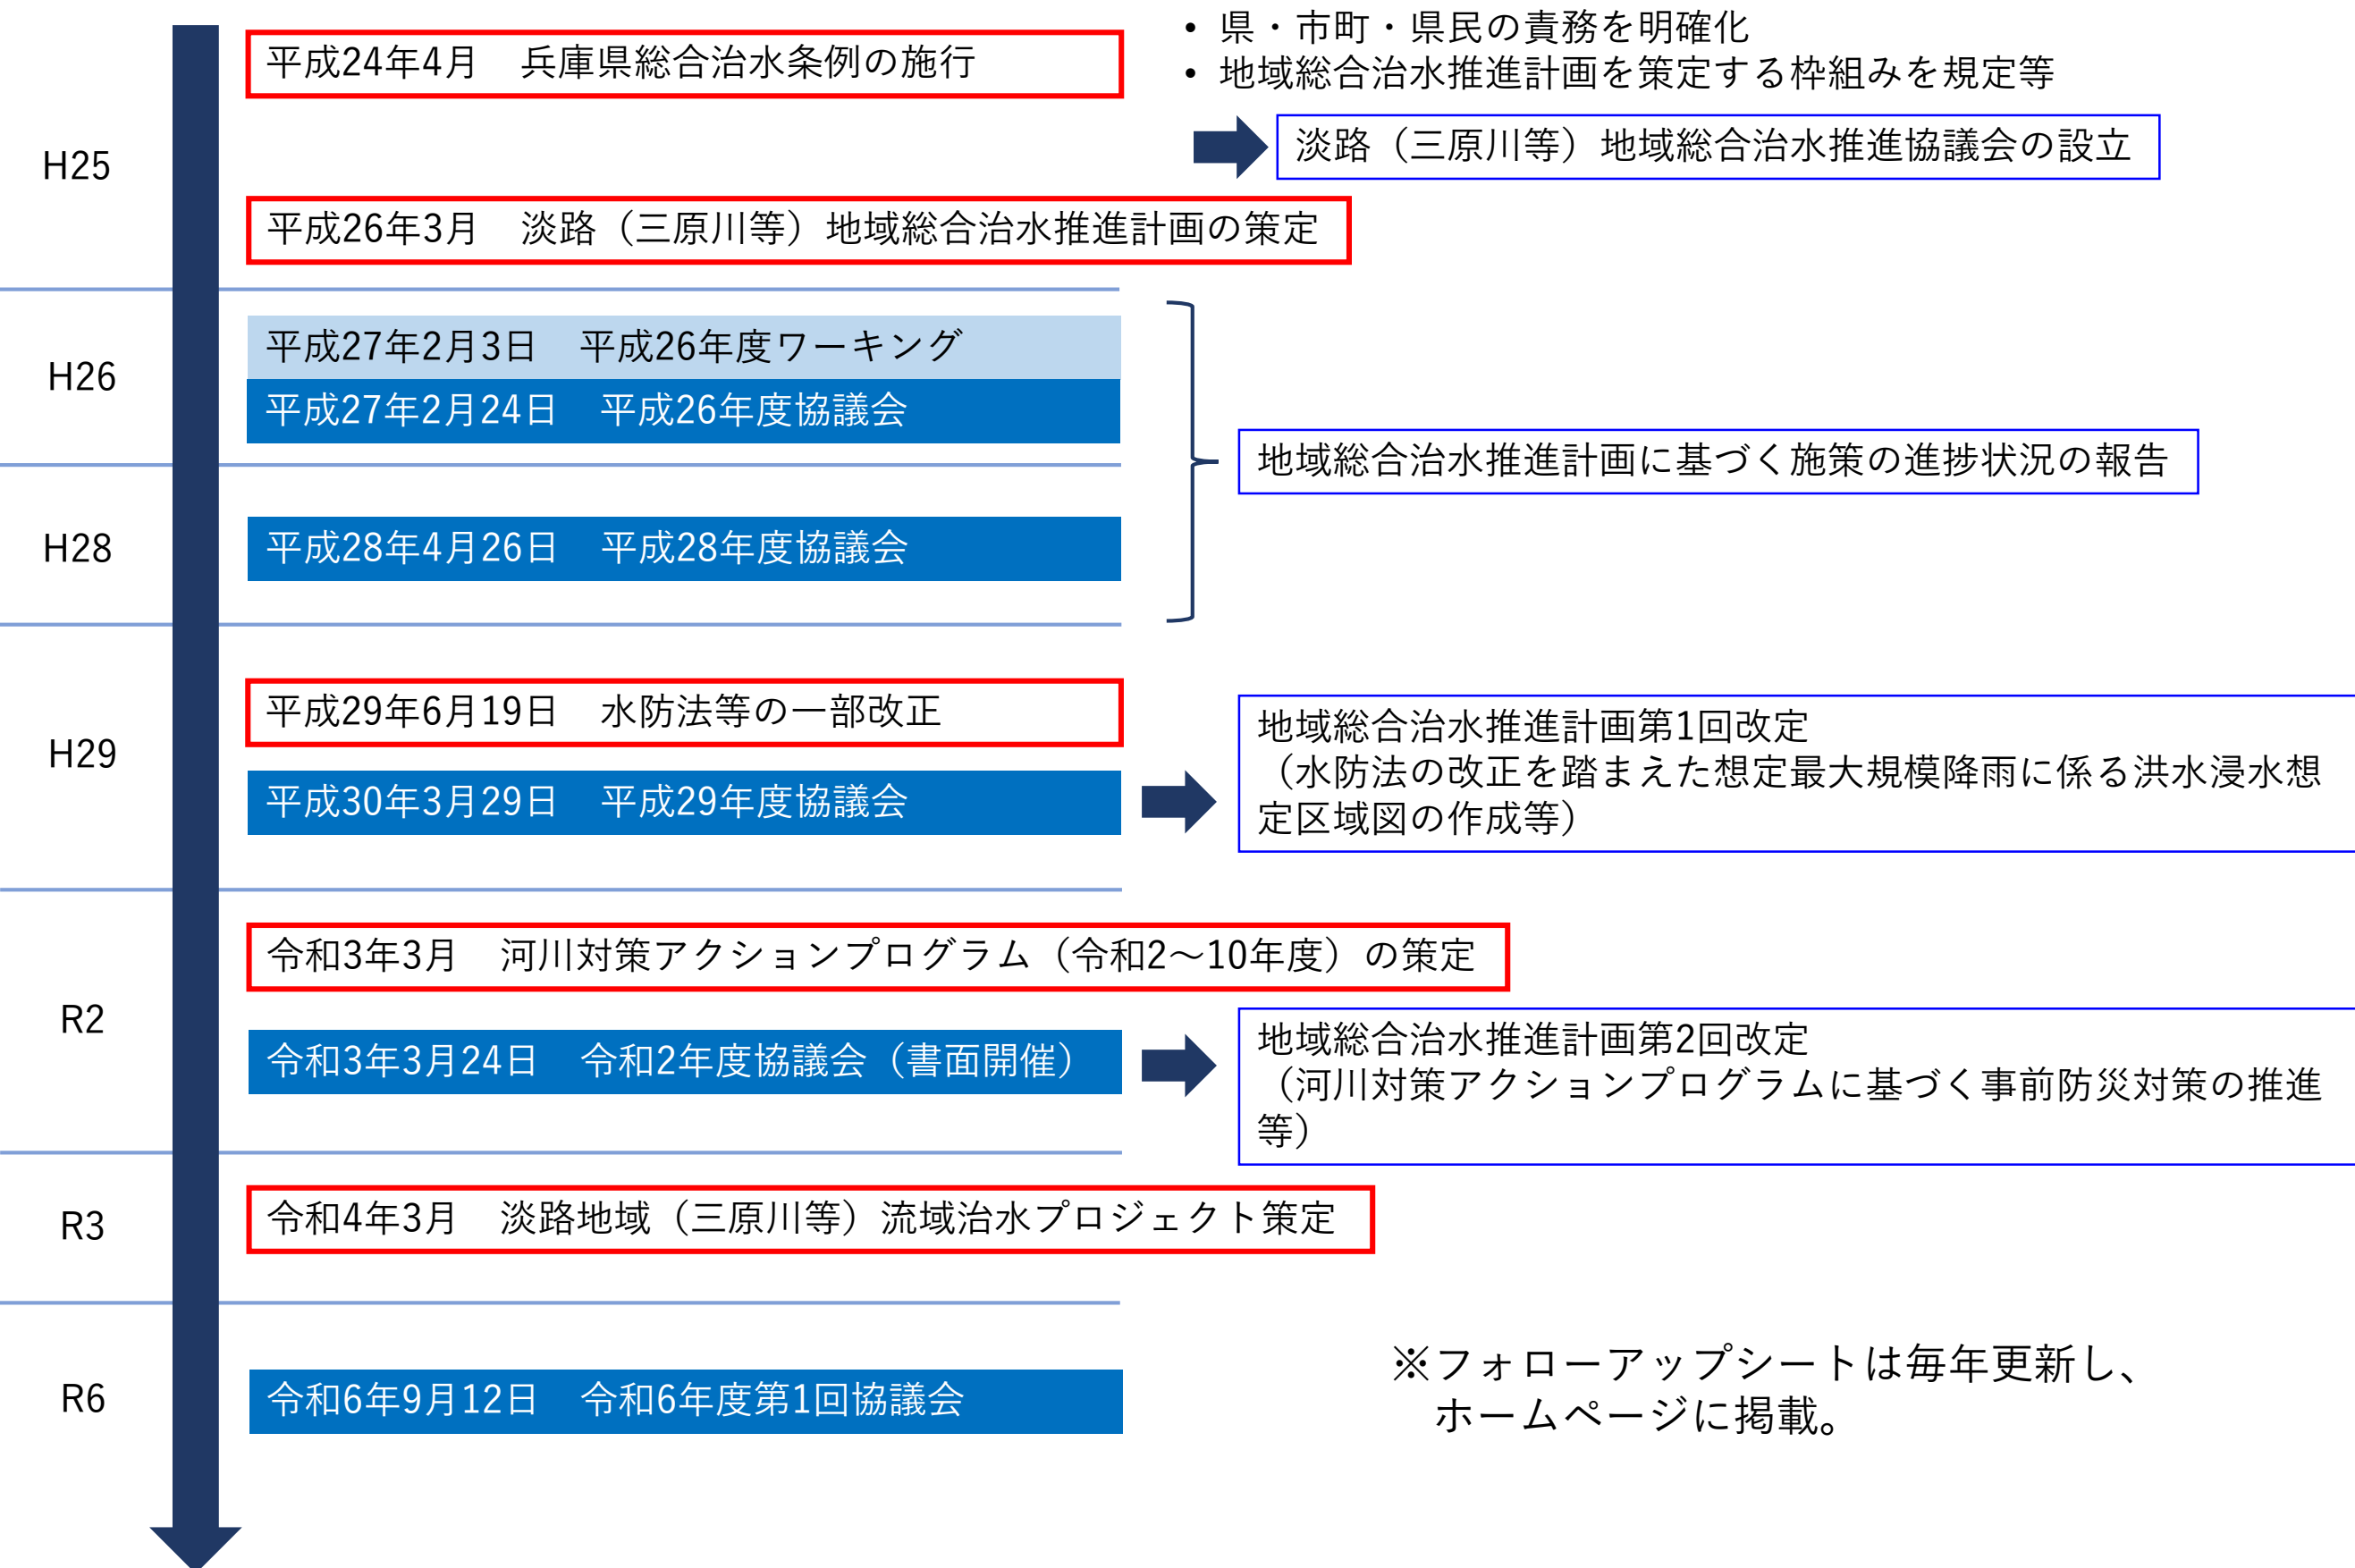 • 県・市町・県民の責務を明確化
平成24年4月　兵庫県総合治水条例の施行
• 地域総合治水推進計画を策定する枠組みを規定等
淡路（三原川等）地域総合治水推進協議会の設立
H25
平成26年3月　淡路（三原川等）地域総合治水推進計画の策定
平成27年2月3日　平成26年度ワーキング
H26
平成27年2月24日　平成26年度協議会
地域総合治水推進計画に基づく施策の進捗状況の報告
H28
平成28年4月26日　平成28年度協議会
平成29年6月19日　水防法等の一部改正
H29
平成30年3月29日　平成29年度協議会
地域総合治水推進計画第1回改定
（水防法の改正を踏まえた想定最大規模降雨に係る洪水浸水想
定区域図の作成等）
令和3年3月　河川対策アクションプログラム（令和2～10年度）の策定
R2
令和3年3月24日　令和2年度協議会（書面開催）
地域総合治水推進計画第2回改定
（河川対策アクションプログラムに基づく事前防災対策の推進
等）
R3
令和4年3月　淡路地域（三原川等）流域治水プロジェクト策定
R6
令和6年9月12日　令和6年度第1回協議会
※フォローアップシートは毎年更新し、
ホームページに掲載。